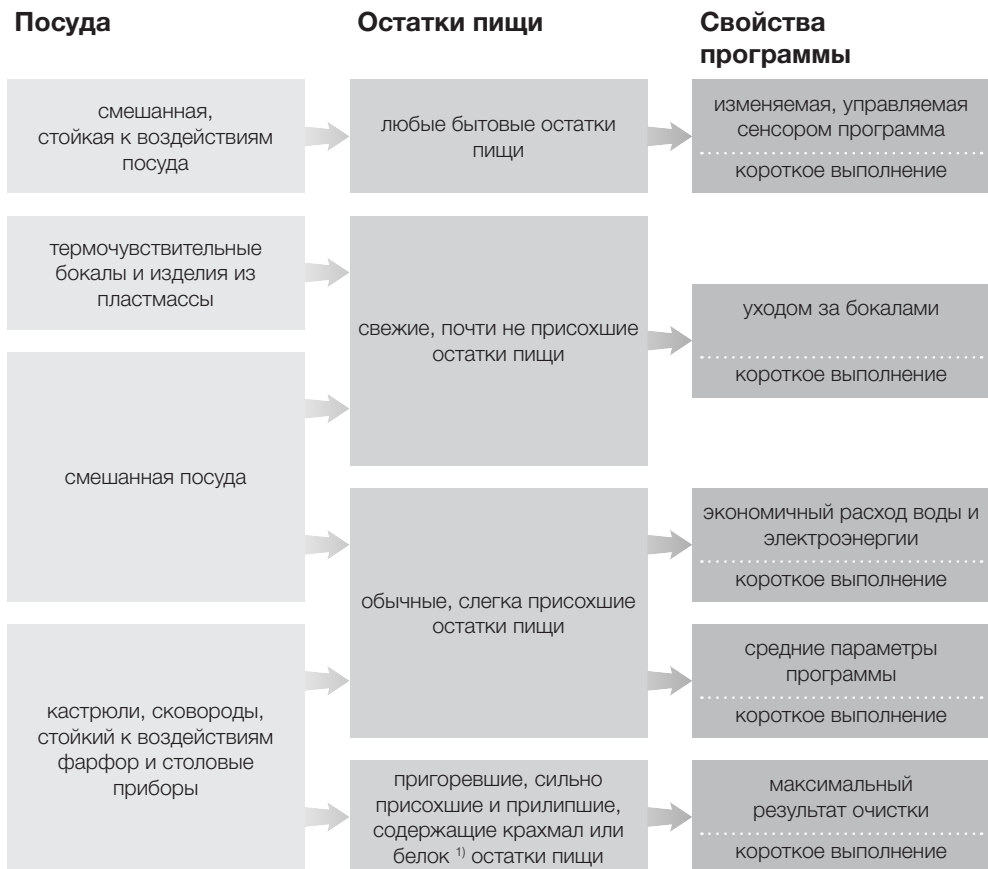 Посуда
Остатки пищи
Свойства
программы
смешанная,
стойкая к воздействиям
посуда
любые бытовые остатки
пищи
изменяемая, управляемая
сенсором программа
короткое выполнение
термочувствительные
бокалы и изделия из
пластмассы
свежие, почти не присохшие
остатки пищи
уходом за бокалами
короткое выполнение
смешанная посуда
обычные, слегка присохшие
остатки пищи
экономичный расход воды и
электроэнергии
короткое выполнение
кастрюли, сковороды,
стойкий к воздействиям
фарфор и столовые
приборы
средние параметры
программы
короткое выполнение
пригоревшие, сильно
присохшие и прилипшие,
содержащие крахмал или
белок 1) остатки пищи
максимальный
результат очистки
короткое выполнение